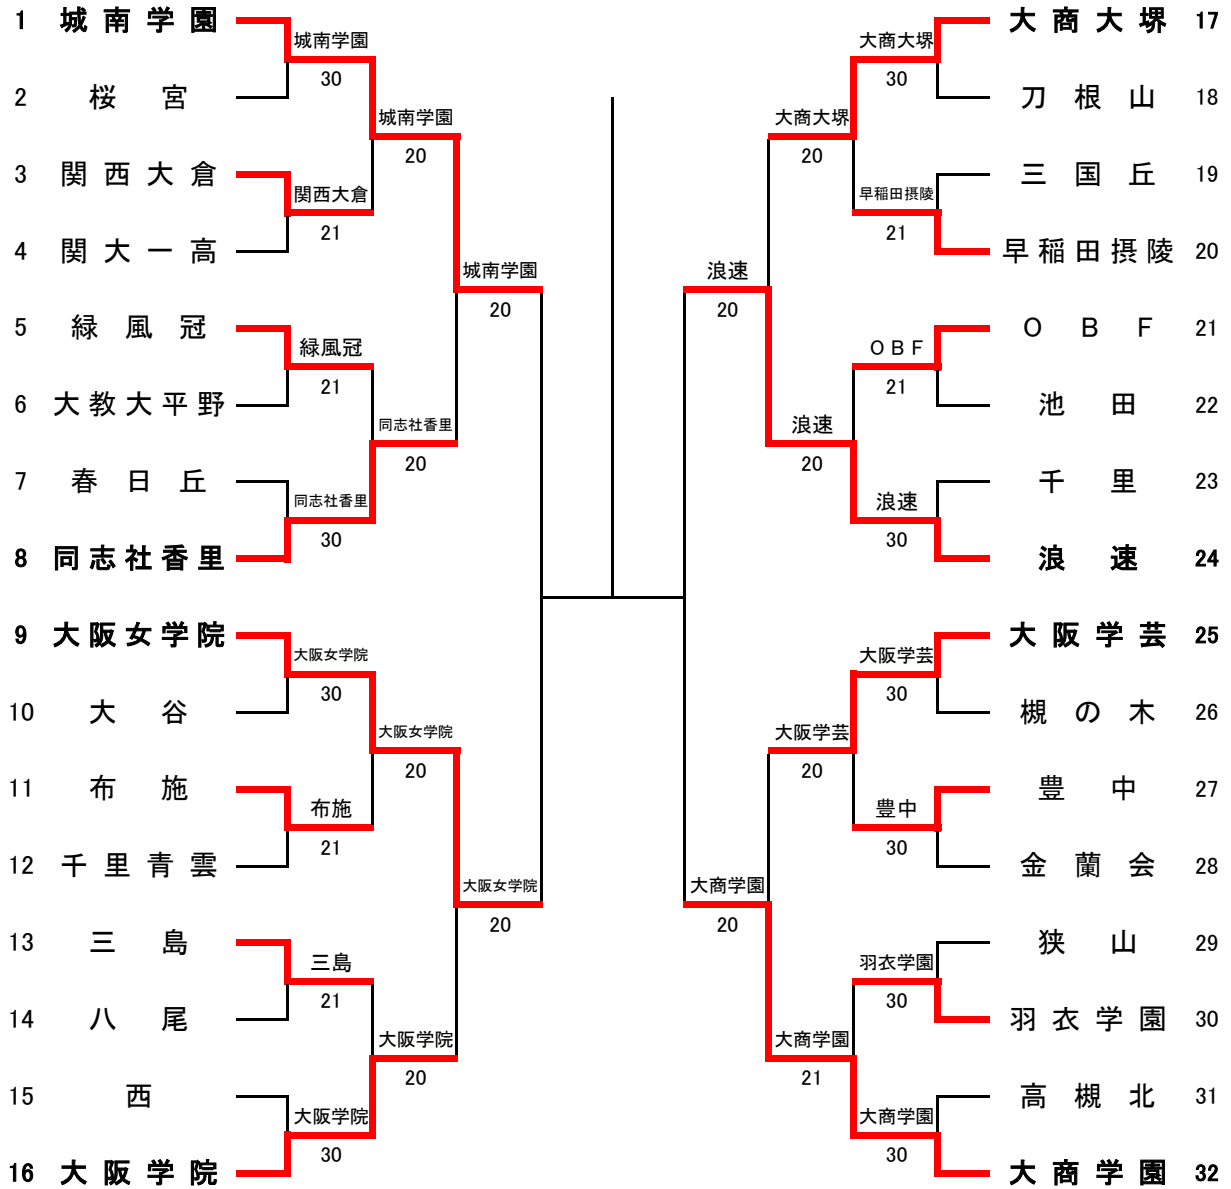 1 城南学園
城南学園
30
2 桜宮
城南学園
20
3 関西大倉
関西大倉
21
4 関大一高
城南学園
20
5 緑風冠
緑風冠
21
6 大教大平野
同志社香里
20
7 春日丘
同志社香里
30
8 同志社香里
9 大阪女学院
大阪女学院
30
10 大谷
大阪女学院
20
11 布施
布施
21
12 千里青雲
大阪女学院
20
13 三島
三島
21
14 八尾
大阪学院
20
15 西
大阪学院
30
16 大阪学院
大商大堺 17
大商大堺
30
刀根山 18
大商大堺
20
三国丘 19
早稲田摂陵
21
早稲田摂陵 20
浪速
20
ＯＢＦ 21
ＯＢＦ
21
池田 22
浪速
20
千里 23
浪速
30
浪速 24
大阪学芸 25
大阪学芸
30
槻の木 26
大阪学芸
20
豊中 27
豊中
30
金蘭会 28
大商学園
20
狭山 29
羽衣学園
30
羽衣学園 30
大商学園
21
高槻北 31
大商学園
30
大商学園 32